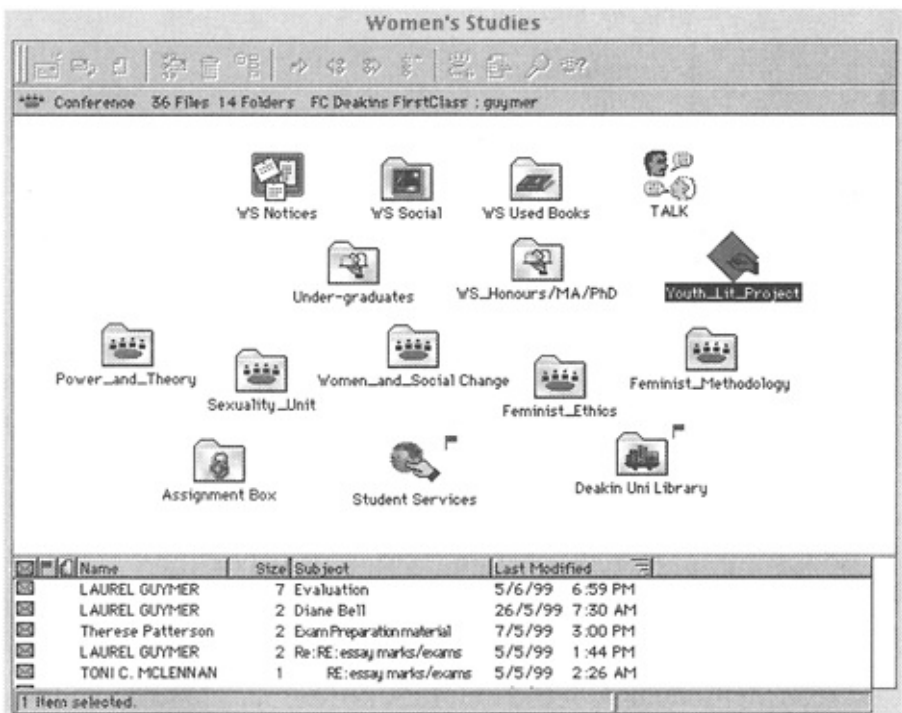 Women's Studies
Conference 36 Files 14 Folders FC Deakins FirstClass : guymer
WS Notices WS Social WS Used Books TALK
Under-graduates WS_Honours/MA/PhD Youth_Lit_Project
Power_and_Theory Women_and_Social Change Feminist_Methodology
Sexuality_Unit Feminist_Ethics
Assignment Box Student Services Deakin Uni Library
Name Size Subject Last Modified
LAUREL GUYMER 7 Evaluation 5/6/99 6:59 PM
LAUREL GUYMER 2 Diane Bell 26/5/99 7:30 AM
Therese Patterson 2 Exam Preparation material 7/5/99 3:00 PM
LAUREL GUYMER 2 Re:RE:essay marks/exams 5/5/99 1:44 PM
TONI C. MCLENNAN 1 RE:essay marks/exams 5/5/99 2:26 AM
1 Item selected.